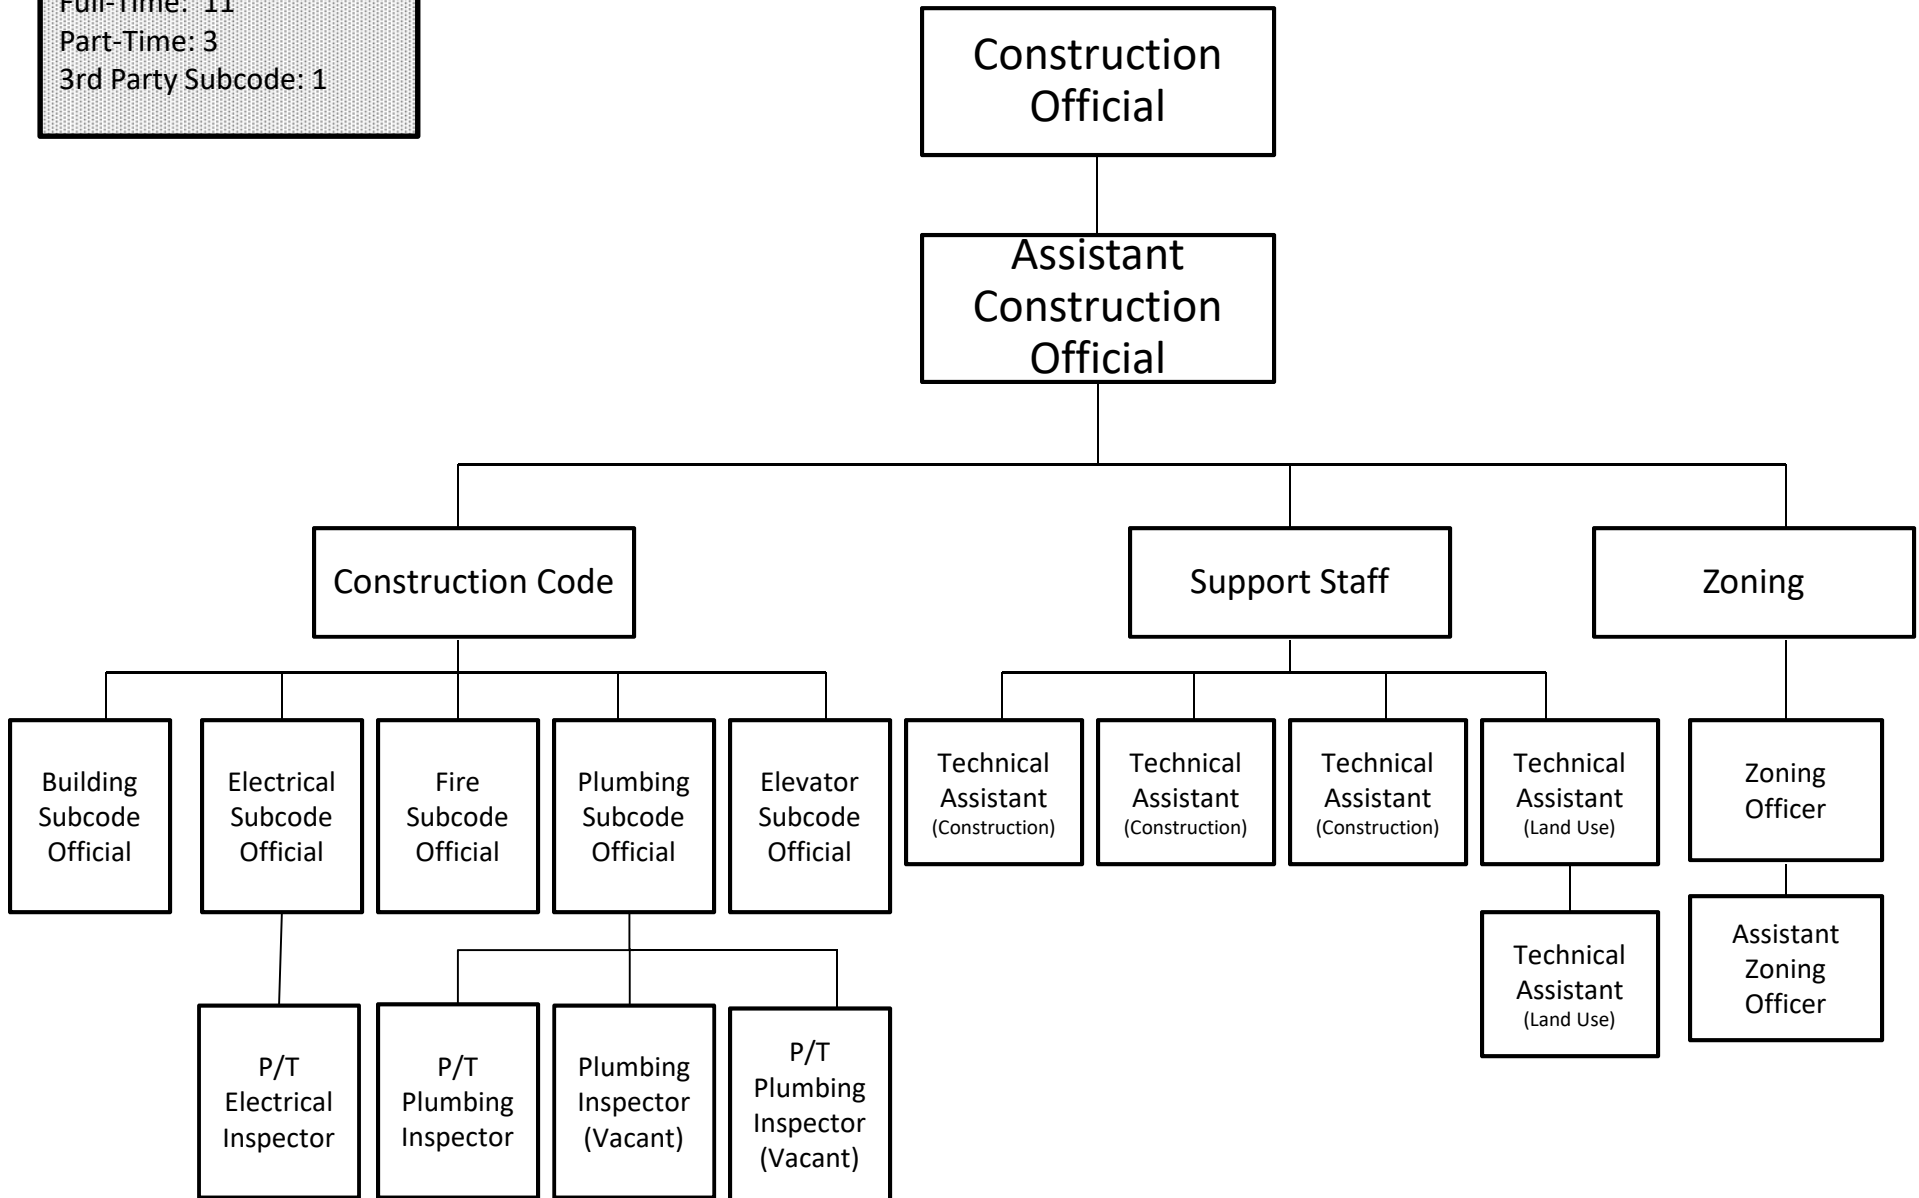 Full-Time: 11
Part-Time: 3
3rd Party Subcode: 1
Construction
Official
Assistant
Construction
Official
Construction Code
Support Staff
Zoning
Building
Subcode
Official
Electrical
Subcode
Official
Fire
Subcode
Official
Plumbing
Subcode
Official
Elevator
Subcode
Official
Technical
Assistant
(Construction)
Technical
Assistant
(Construction)
Technical
Assistant
(Construction)
Technical
Assistant
(Land Use)
Zoning
Officer
Technical
Assistant
(Land Use)
Assistant
Zoning
Officer
P/T
Electrical
Inspector
P/T
Plumbing
Inspector
Plumbing
Inspector
(Vacant)
P/T
Plumbing
Inspector
(Vacant)